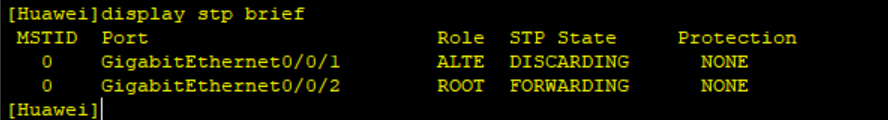 [Huawei]display stp brief
MSTID Port Role STP State Protection
0 GigabitEthernet0/0/1 ALTE DISCARDING NONE
0 GigabitEthernet0/0/2 ROOT FORWARDING NONE
[Huawei]